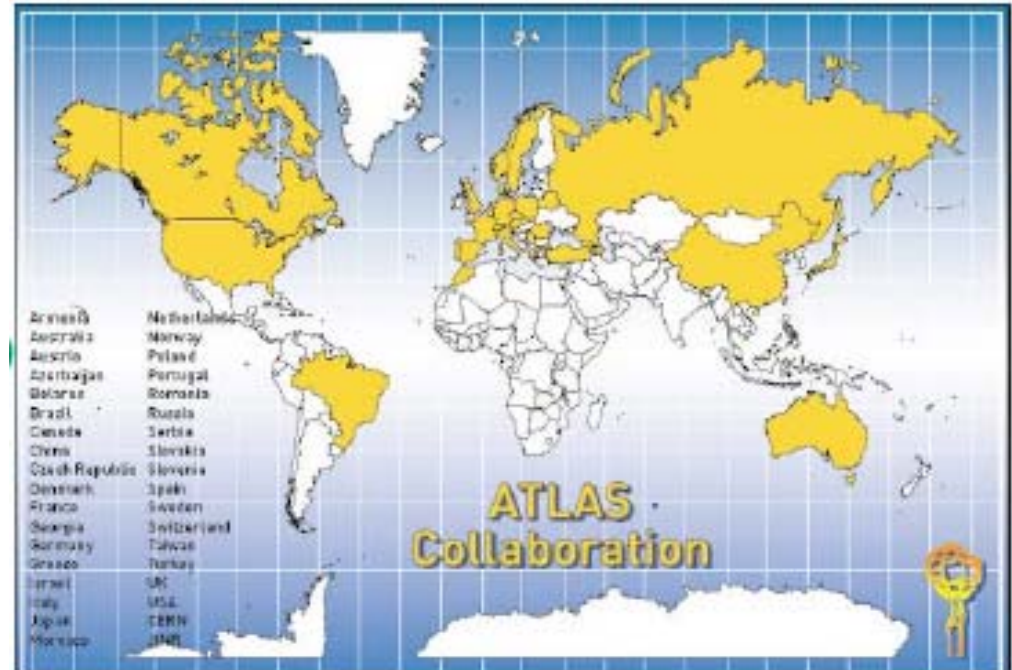 Armenia
Australia
Austria
Azerbaijan
Belarus
Brazil
Canada
China
Czech Republic
Denmark
France
Georgia
Germany
Greece
Israel
Italy
Japan
Morocco
Netherlands
Norway
Poland
Portugal
Romania
Russia
Serbia
Slovakia
Slovenia
Spain
Sweden
Switzerland
Taiwan
Turkey
UK
USA
CERN
JINR
ATLAS
Collaboration